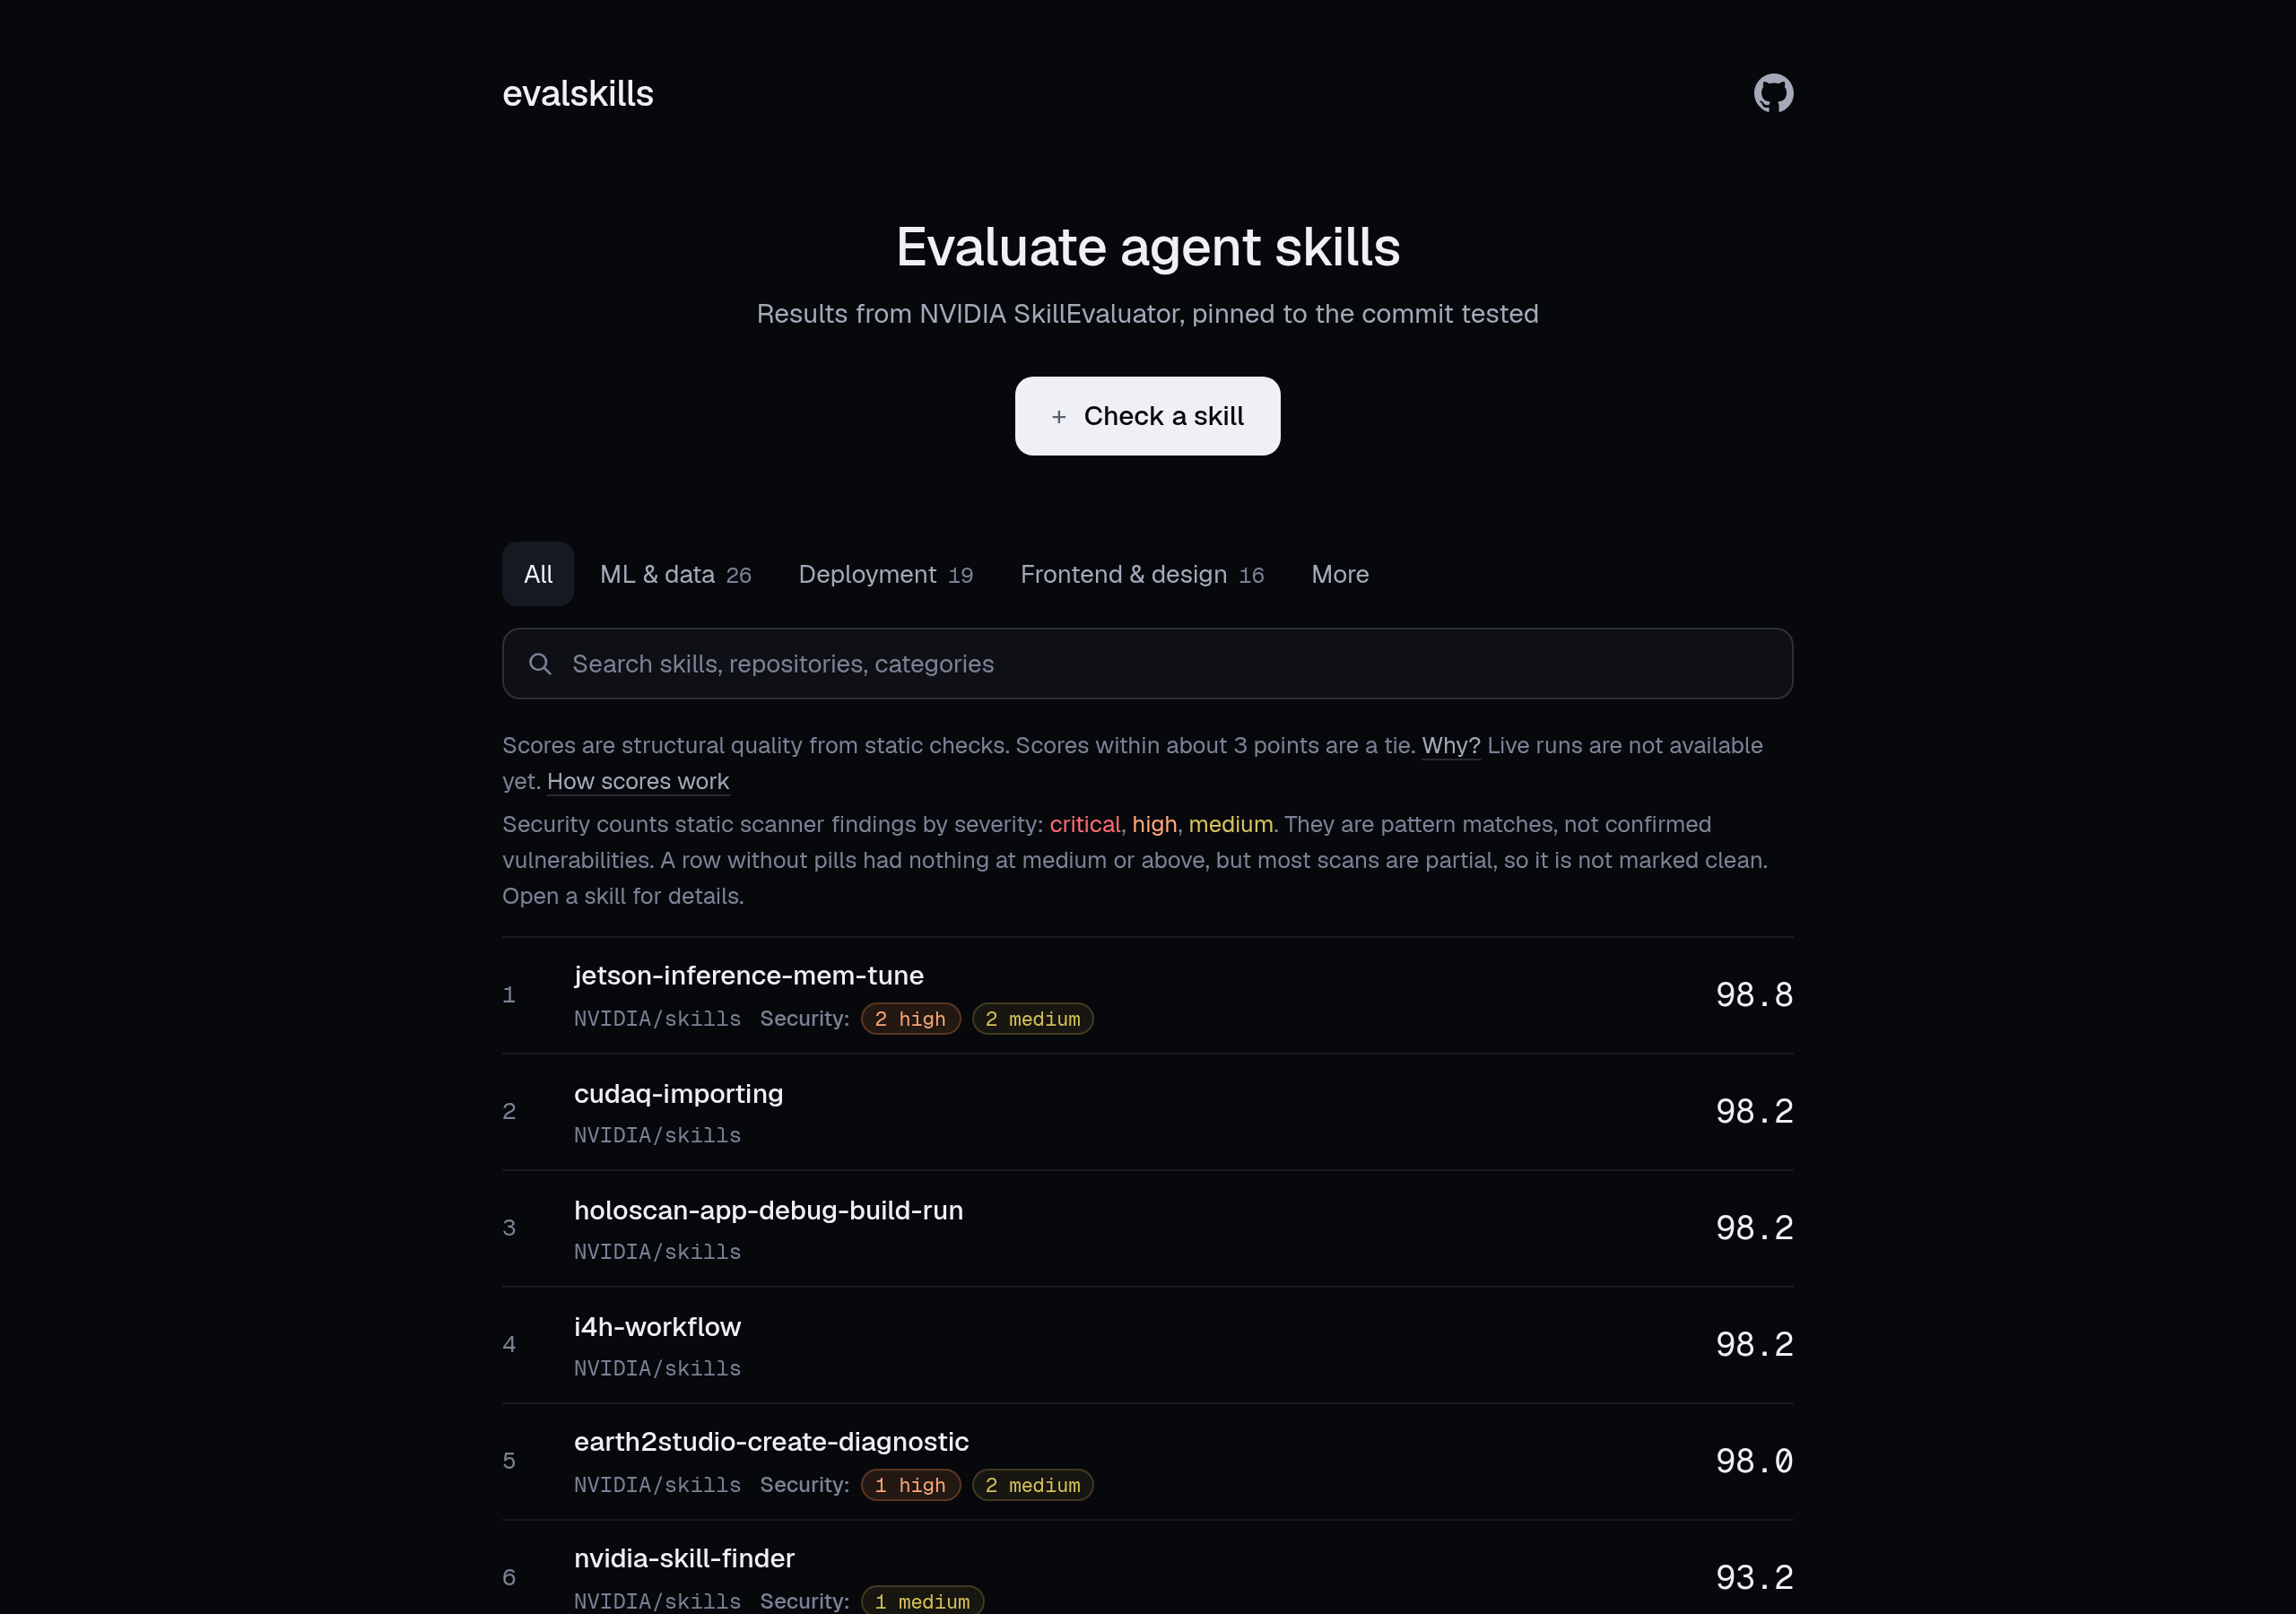 evalskills
Evaluate agent skills
Results from NVIDIA SkillEvaluator, pinned to the commit tested
+ Check a skill
All ML & data 26 Deployment 19 Frontend & design 16 More
Search skills, repositories, categories
Scores are structural quality from static checks. Scores within about 3 points are a tie. Why? Live runs are not available
yet. How scores work
Security counts static scanner findings by severity: critical, high, medium. They are pattern matches, not confirmed
vulnerabilities. A row without pills had nothing at medium or above, but most scans are partial, so it is not marked clean.
Open a skill for details.
1 jetson-inference-mem-tune 98.8
NVIDIA/skills Security: 2 high 2 medium
2 cudaq-importing 98.2
NVIDIA/skills
3 holoscan-app-debug-build-run 98.2
NVIDIA/skills
4 i4h-workflow 98.2
NVIDIA/skills
5 earth2studio-create-diagnostic 98.0
NVIDIA/skills Security: 1 high 2 medium
6 nvidia-skill-finder 93.2
NVIDIA/skills Security: 1 medium